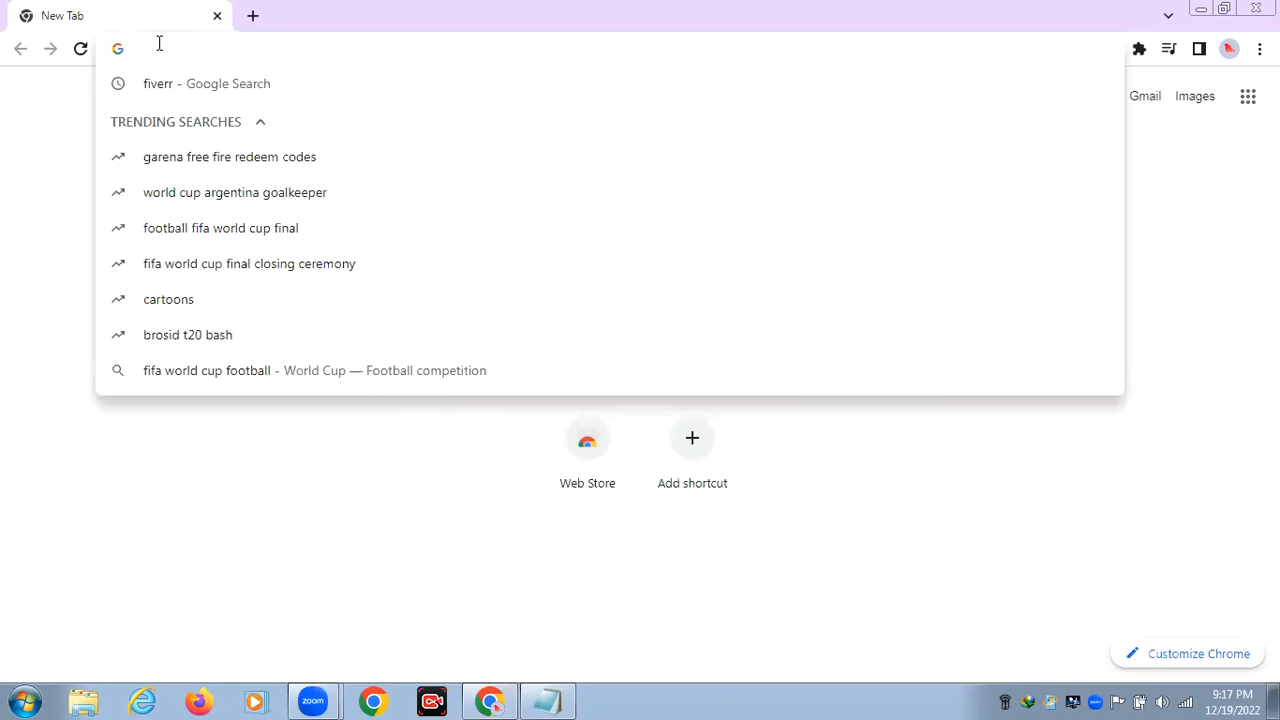 New Tab
fiverr - Google Search
TRENDING SEARCHES
garena free fire redeem codes
world cup argentina goalkeeper
football fifa world cup final
fifa world cup final closing ceremony
cartoons
brosid t20 bash
fifa world cup football - World Cup — Football competition
Gmail Images
Web Store Add shortcut
Customize Chrome
zoom
9:17 PM
12/19/2022